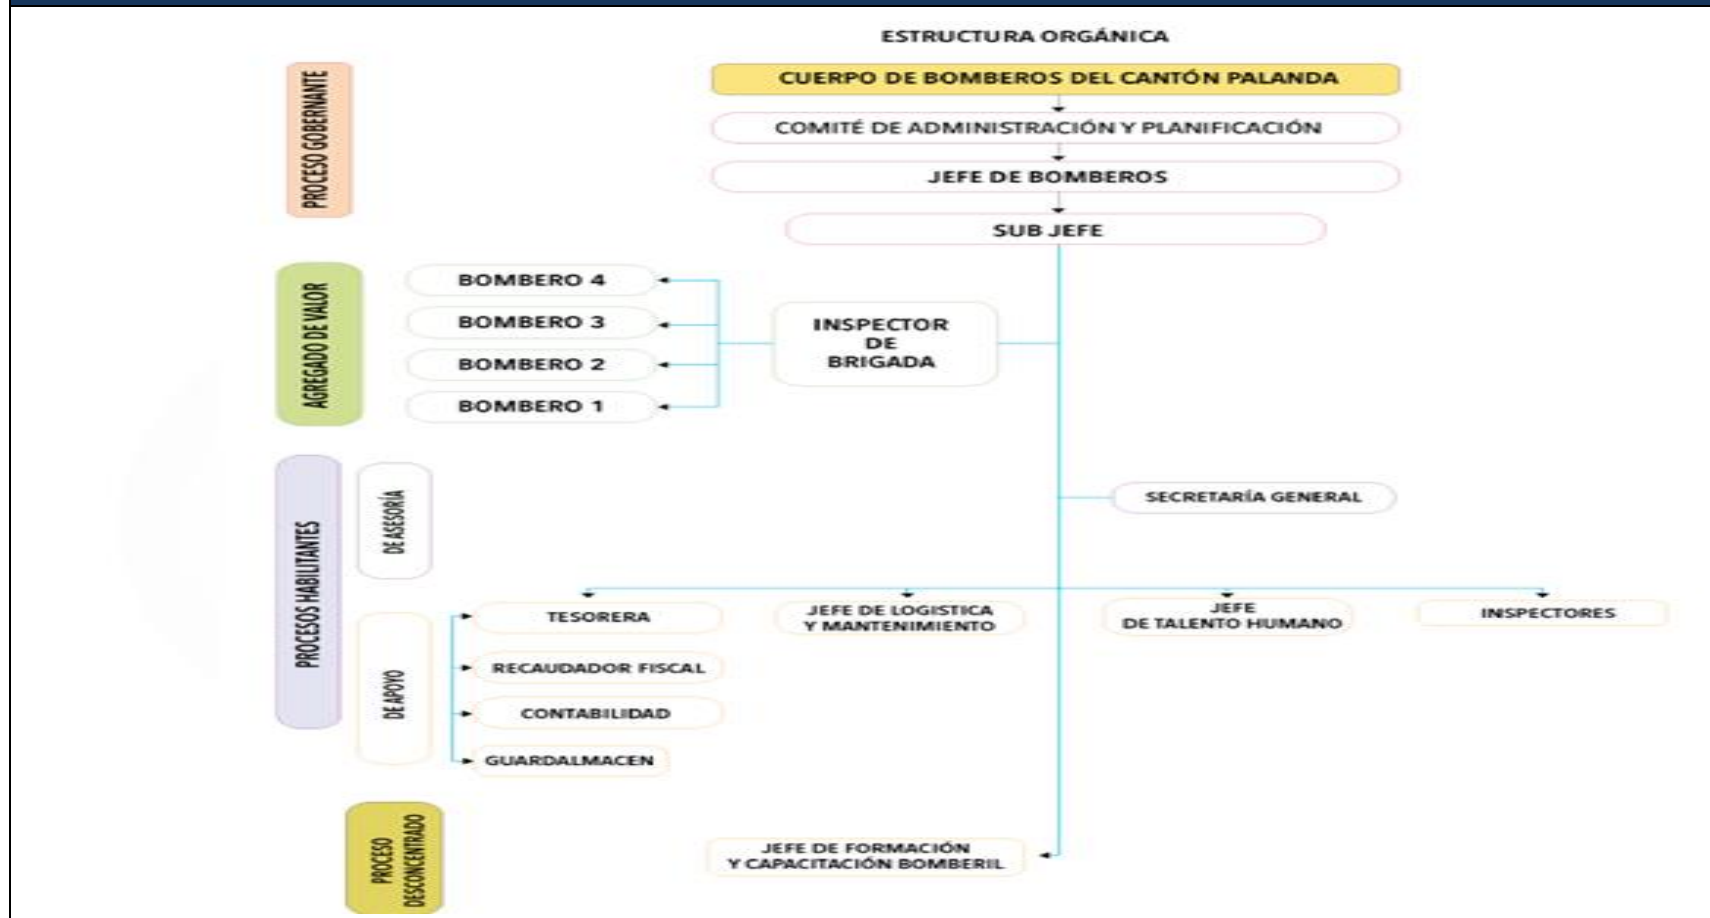 ESTRUCTURA ORGÁNICA
CUERPO DE BOMBEROS DEL CANTÓN PALANDA
COMITÉ DE ADMINISTRACIÓN Y PLANIFICACIÓN
JEFE DE BOMBEROS
SUB JEFE
PROCESO GOBERNANTE
AGREGADO DE VALOR
BOMBERO 4
BOMBERO 3
BOMBERO 2
BOMBERO 1
INSPECTOR
DE
BRIGADA
PROCESOS HABILITANTES
DE ASESORÍA
SECRETARÍA GENERAL
DE APOYO
TESORERA
JEFE DE LOGISTICA
Y MANTENIMIENTO
JEFE
DE TALENTO HUMANO
INSPECTORES
RECAUDADOR FISCAL
CONTABILIDAD
GUARDALMACEN
PROCESO
DESCONCENTRADO
JEFE DE FORMACIÓN
Y CAPACITACIÓN BOMBERIL